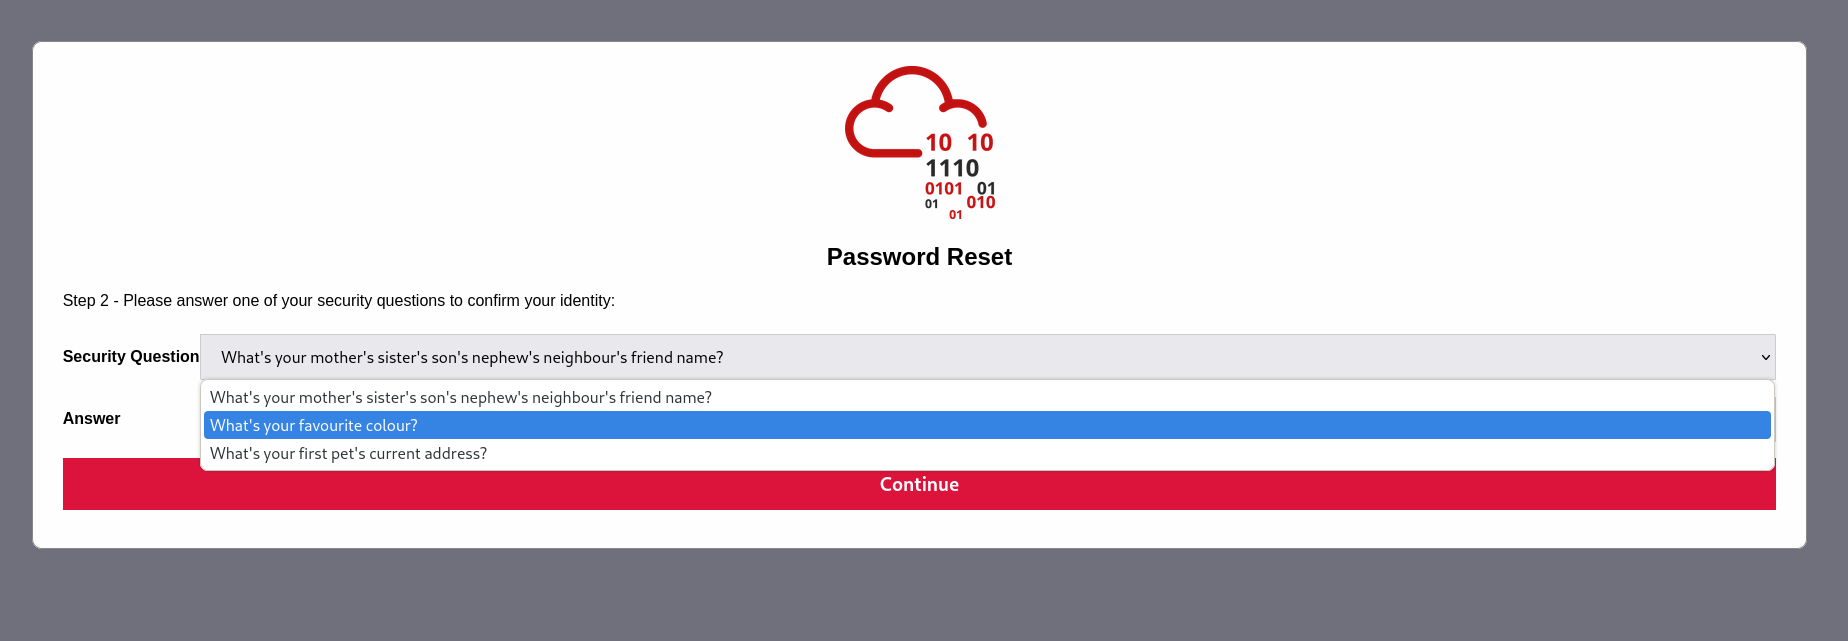 10 10
1110
0101 01
01 010
01
Password Reset
Step 2 - Please answer one of your security questions to confirm your identity:
Security Question What's your mother's sister's son's nephew's neighbour's friend name?
What's your mother's sister's son's nephew's neighbour's friend name?
What's your favourite colour?
Answer
What's your first pet's current address?
Continue